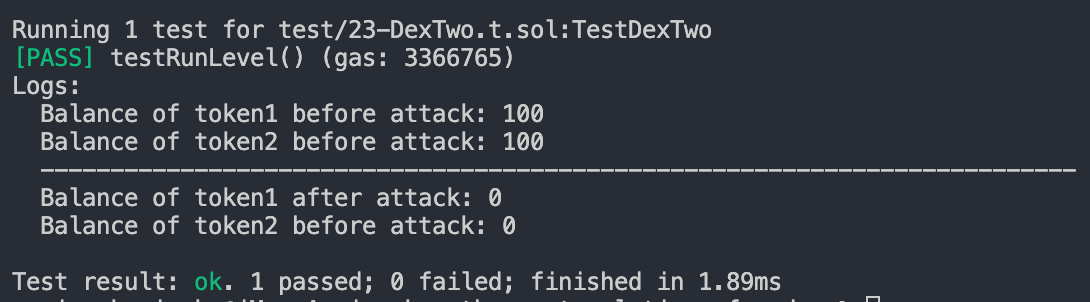 Running 1 test for test/23-DexTwo.t.sol:TestDexTwo
[PASS] testRunLevel() (gas: 3366765)
Logs:
Balance of token1 before attack: 100
Balance of token2 before attack: 100
--------------------------------------------------------------------------
Balance of token1 after attack: 0
Balance of token2 before attack: 0
Test result: ok. 1 passed; 0 failed; finished in 1.89ms